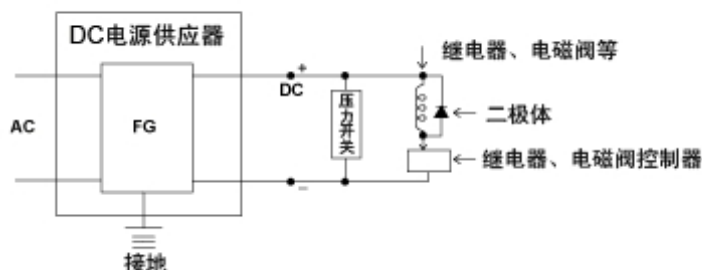 DC电源供应器
继电器、电磁阀等
+
DC
AC
FG
压力开关
二极体
继电器、电磁阀控制器
−
接地